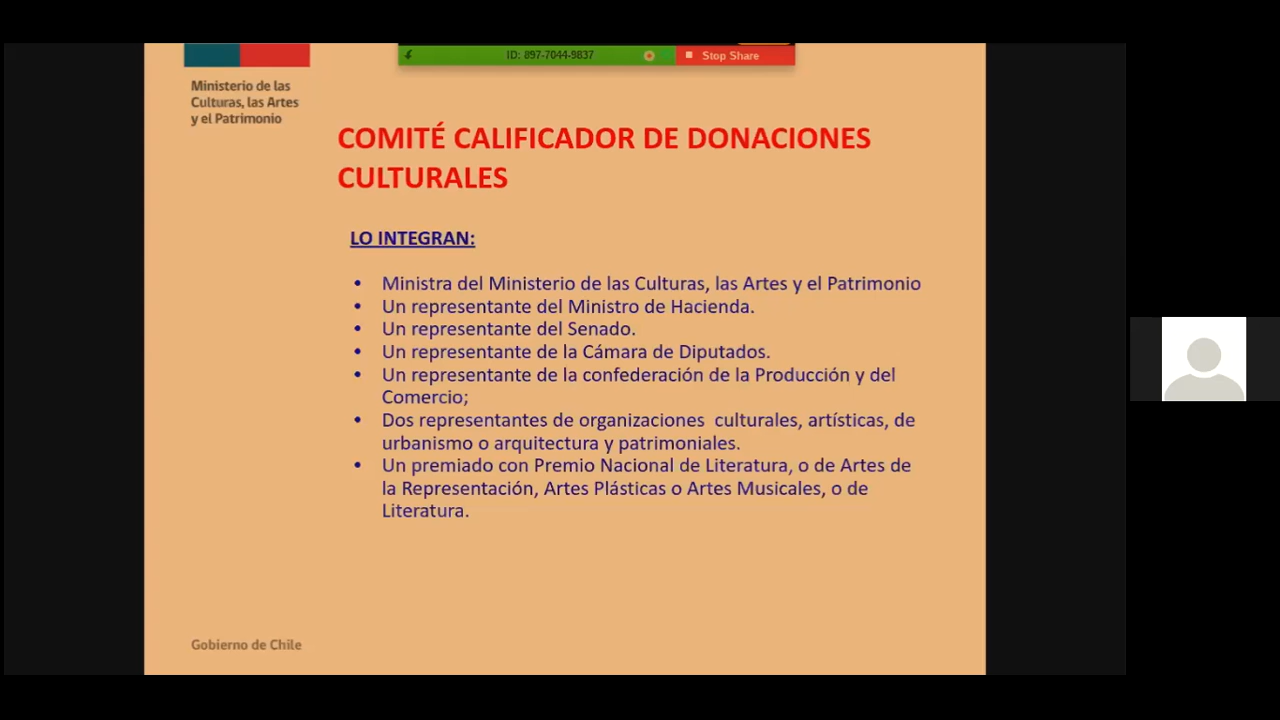 ID: 897-7044-9837
Stop Share
Ministerio de las
Culturas, las Artes
y el Patrimonio
COMITÉ CALIFICADOR DE DONACIONES
CULTURALES
LO INTEGRAN:
• Ministra del Ministerio de las Culturas, las Artes y el Patrimonio
• Un representante del Ministro de Hacienda.
• Un representante del Senado.
• Un representante de la Cámara de Diputados.
• Un representante de la confederación de la Producción y del
Comercio;
• Dos representantes de organizaciones  culturales, artísticas, de
urbanismo o arquitectura y patrimoniales.
• Un premiado con Premio Nacional de Literatura, o de Artes de
la Representación, Artes Plásticas o Artes Musicales, o de
Literatura.
Gobierno de Chile